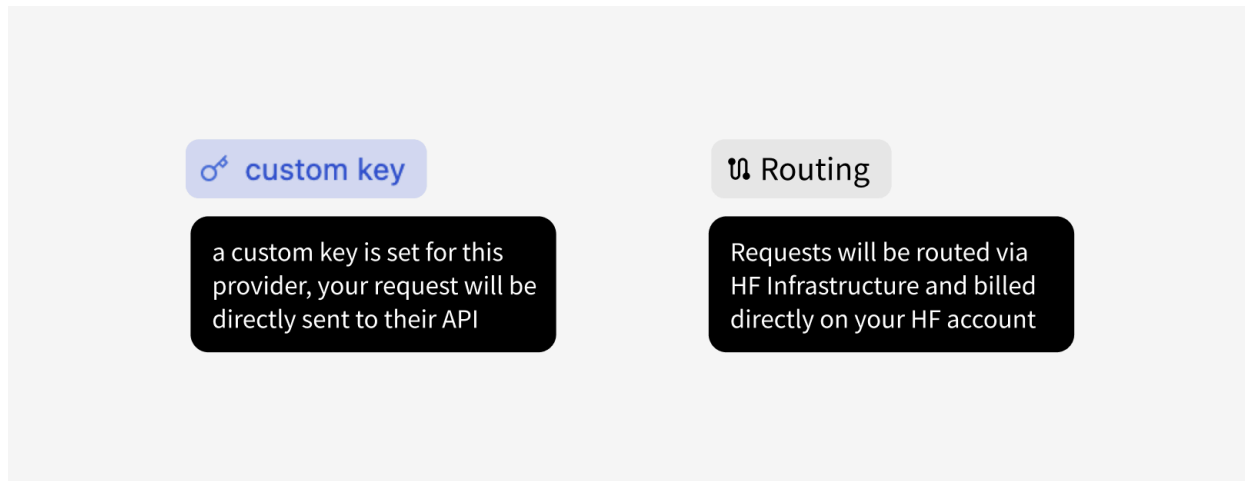 custom key
a custom key is set for this
provider, your request will be
directly sent to their API
Routing
Requests will be routed via
HF Infrastructure and billed
directly on your HF account